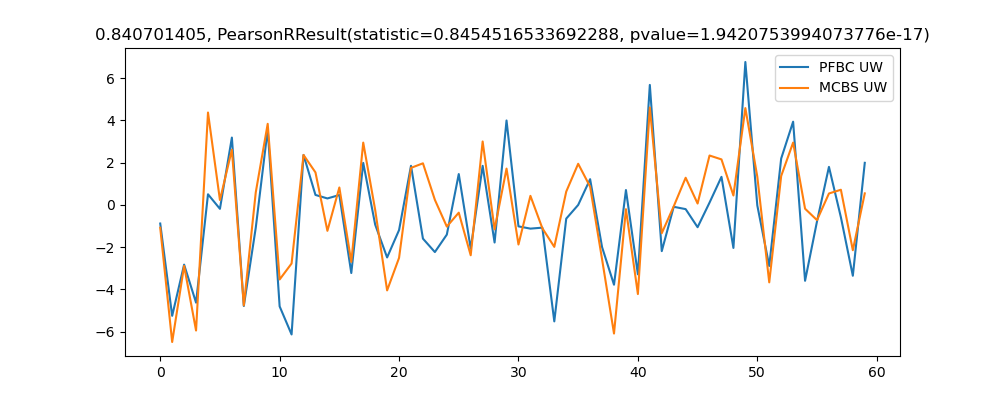 0.840701405, PearsonRResult(statistic=0.8454516533692288, pvalue=1.9420753994073776e-17)
PFBC UW
MCBS UW
6
4
2
0
−2
−4
−6
0 10 20 30 40 50 60